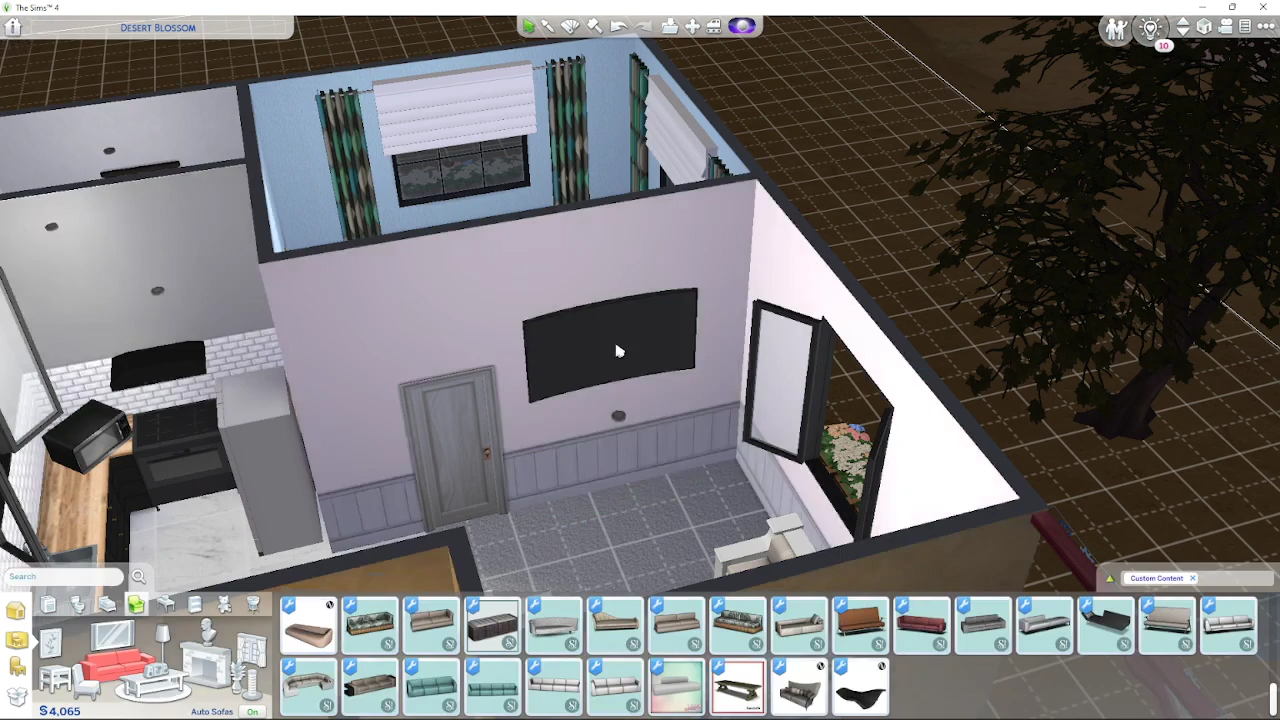 The Sims™ 4
DESERT BLOSSOM
10
Search
Custom Content
§4,065
Auto Sofas
On